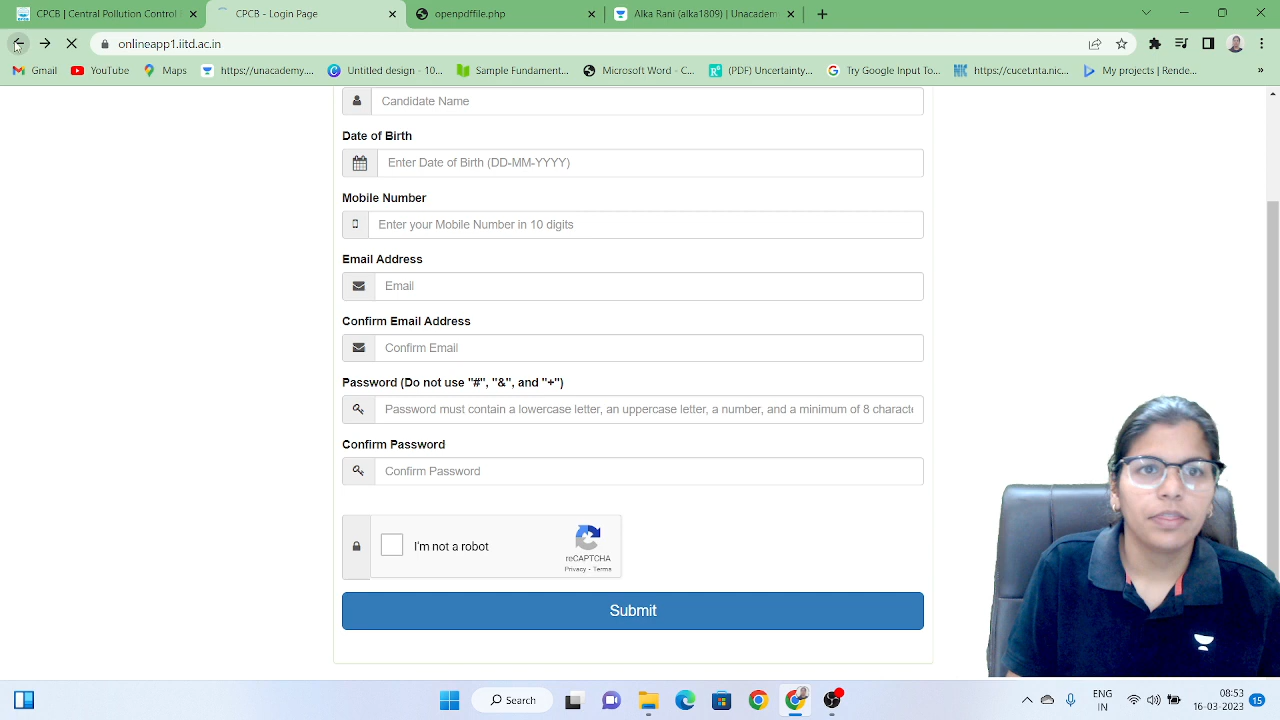 CPCB | Central Pollution Control
CPCB - Login Page
openpdffile.php
Alka Rani (alka1809) | Unacadem
onlineapp1.iitd.ac.in
Gmail
YouTube
Maps
https://unacademy....
Untitled design - 10...
Sample Fundament...
Microsoft Word - C...
(PDF) Uncertainty...
Try Google Input To...
https://cucetcunta.nic...
My projects | Rende...
»
Candidate Name
Date of Birth
Enter Date of Birth (DD-MM-YYYY)
Mobile Number
Enter your Mobile Number in 10 digits
Email Address
Email
Confirm Email Address
Confirm Email
Password (Do not use "#", "&", and "+")
Password must contain a lowercase letter, an uppercase letter, a number, and a minimum of 8 characte
Confirm Password
Confirm Password
I'm not a robot
reCAPTCHA
Privacy - Terms
Submit
Search
ENG
IN
08:53
16-03-2023
15